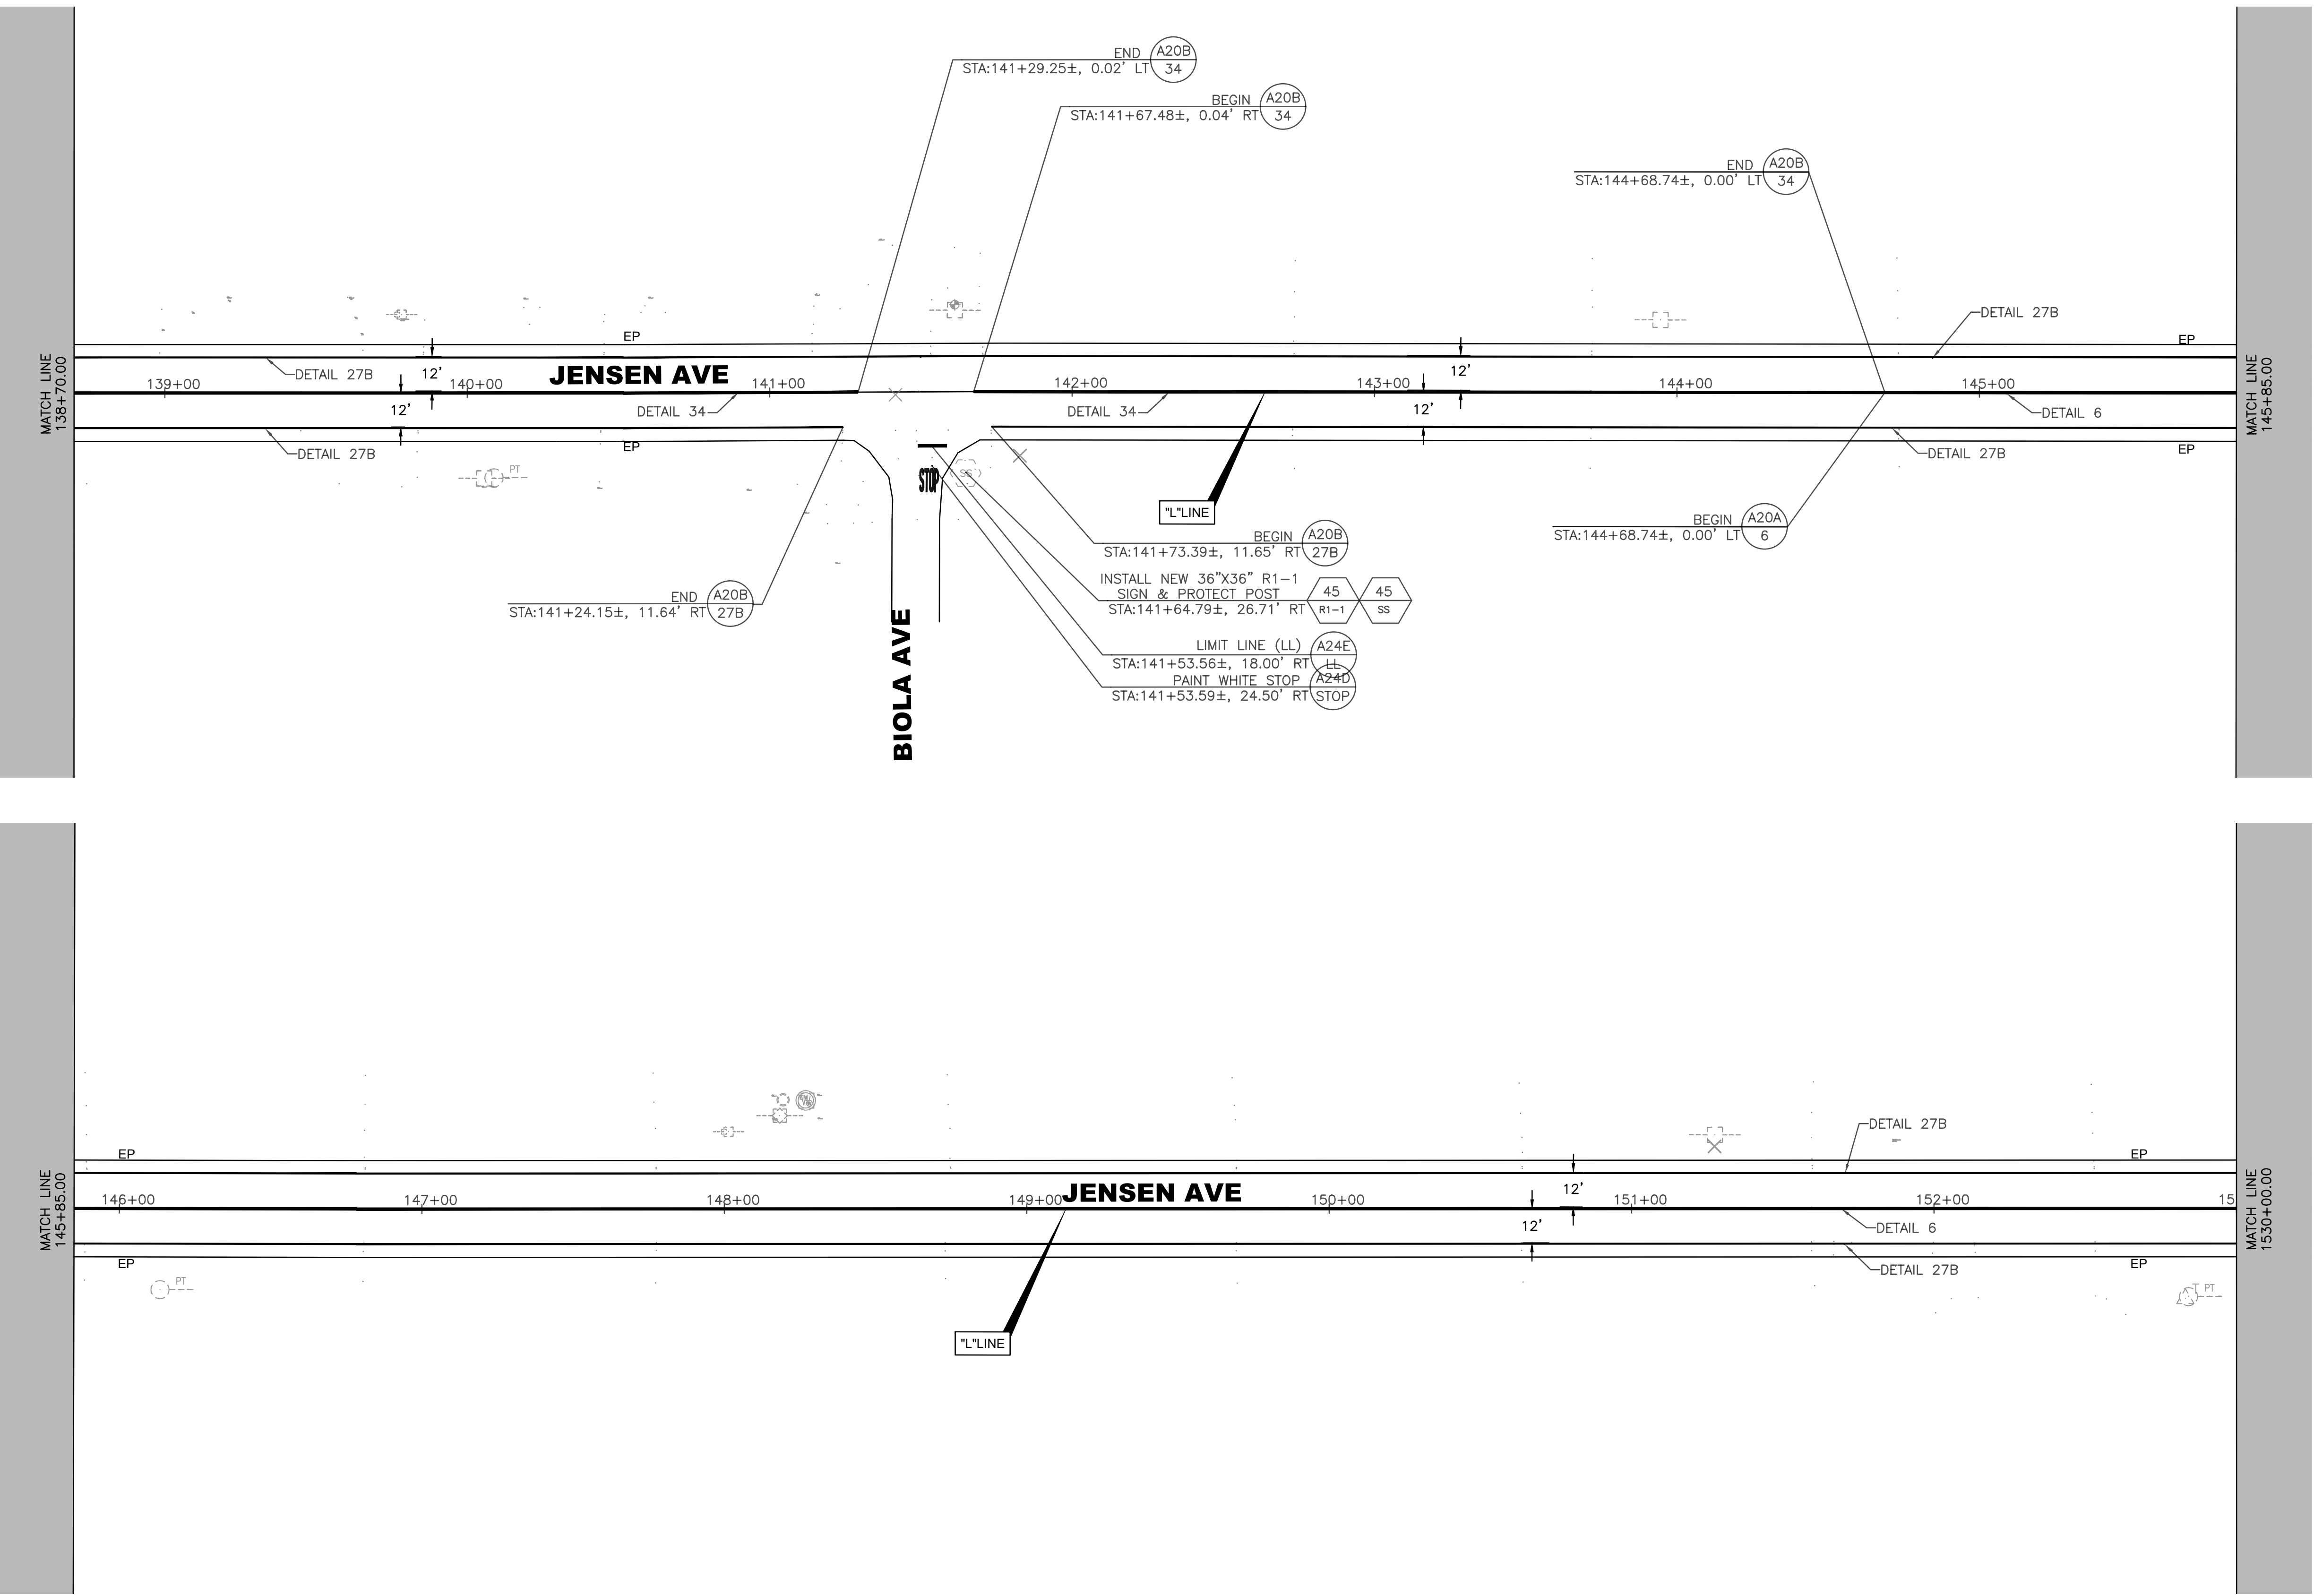 END
A20B
STA:141+29.25±, 0.02' LT
34
BEGIN
A20B
STA:141+67.48±, 0.04' RT
34
END
A20B
STA:144+68.74±, 0.00' LT
34
DETAIL 27B
EP
EP
MATCH LINE
138+70.00
DETAIL 27B
12'
JENSEN AVE
12'
MATCH LINE
145+85.00
139+00
140+00
141+00
142+00
143+00
144+00
145+00
12'
DETAIL 34
DETAIL 34
12'
DETAIL 6
DETAIL 27B
EP
DETAIL 27B
EP
PT
STOP
SS
"L"LINE
BEGIN
A20A
STA:144+68.74±, 0.00' LT
6
BEGIN
A20B
STA:141+73.39±, 11.65' RT
27B
INSTALL NEW 36"X36" R1-1
SIGN & PROTECT POST
45
45
STA:141+64.79±, 26.71' RT
R1-1
SS
END
A20B
STA:141+24.15±, 11.64' RT
27B
BIOLA AVE
LIMIT LINE (LL)
A24E
STA:141+53.56±, 18.00' RT
LL
PAINT WHITE STOP
A24D
STA:141+53.59±, 24.50' RT
STOP
DETAIL 27B
EP
EP
MATCH LINE
145+85.00
146+00
147+00
148+00
149+00
JENSEN AVE
150+00
12'
151+00
152+00
15
MATCH LINE
1530+00.00
12'
DETAIL 6
EP
DETAIL 27B
EP
PT
PT
"L"LINE